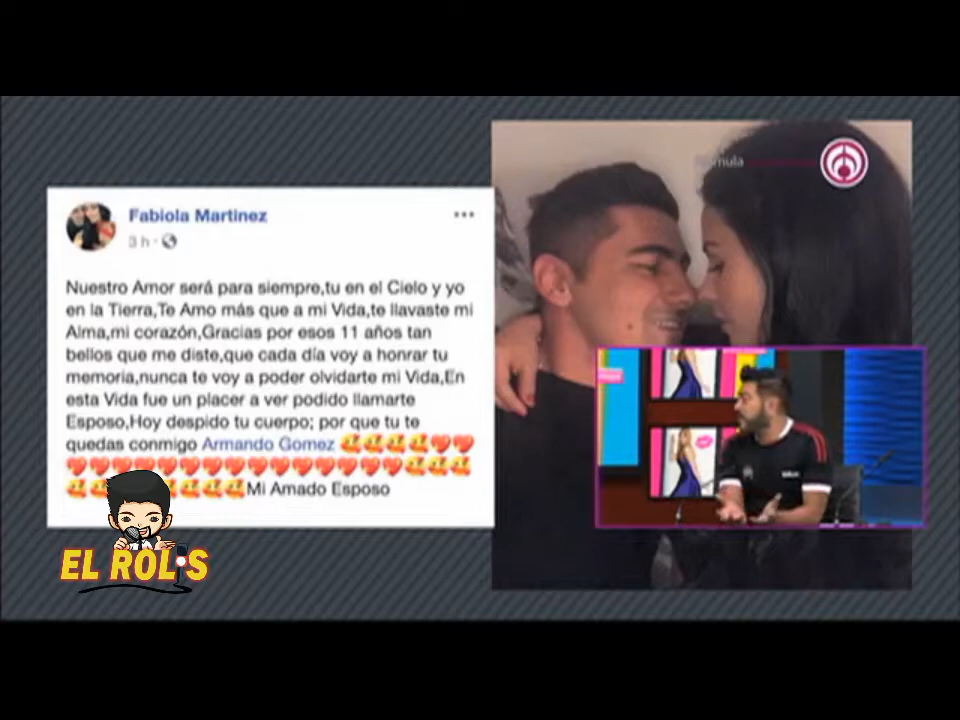 Fabiola Martinez
3 h
Nuestro Amor será para siempre,tu en el Cielo y yo
en la Tierra,Te Amo más que a mi Vida,te llavaste mi
Alma,mi corazón,Gracias por esos 11 años tan
bellos que me diste,que cada día voy a honrar tu
memoria,nunca te voy a poder olvidarte mi Vida,En
esta Vida fue un placer a ver podido llamarte
Esposo,Hoy despido tu cuerpo; por que tu te
quedas conmigo Armando Gomez
Mi Amado Esposo
EL ROLIS